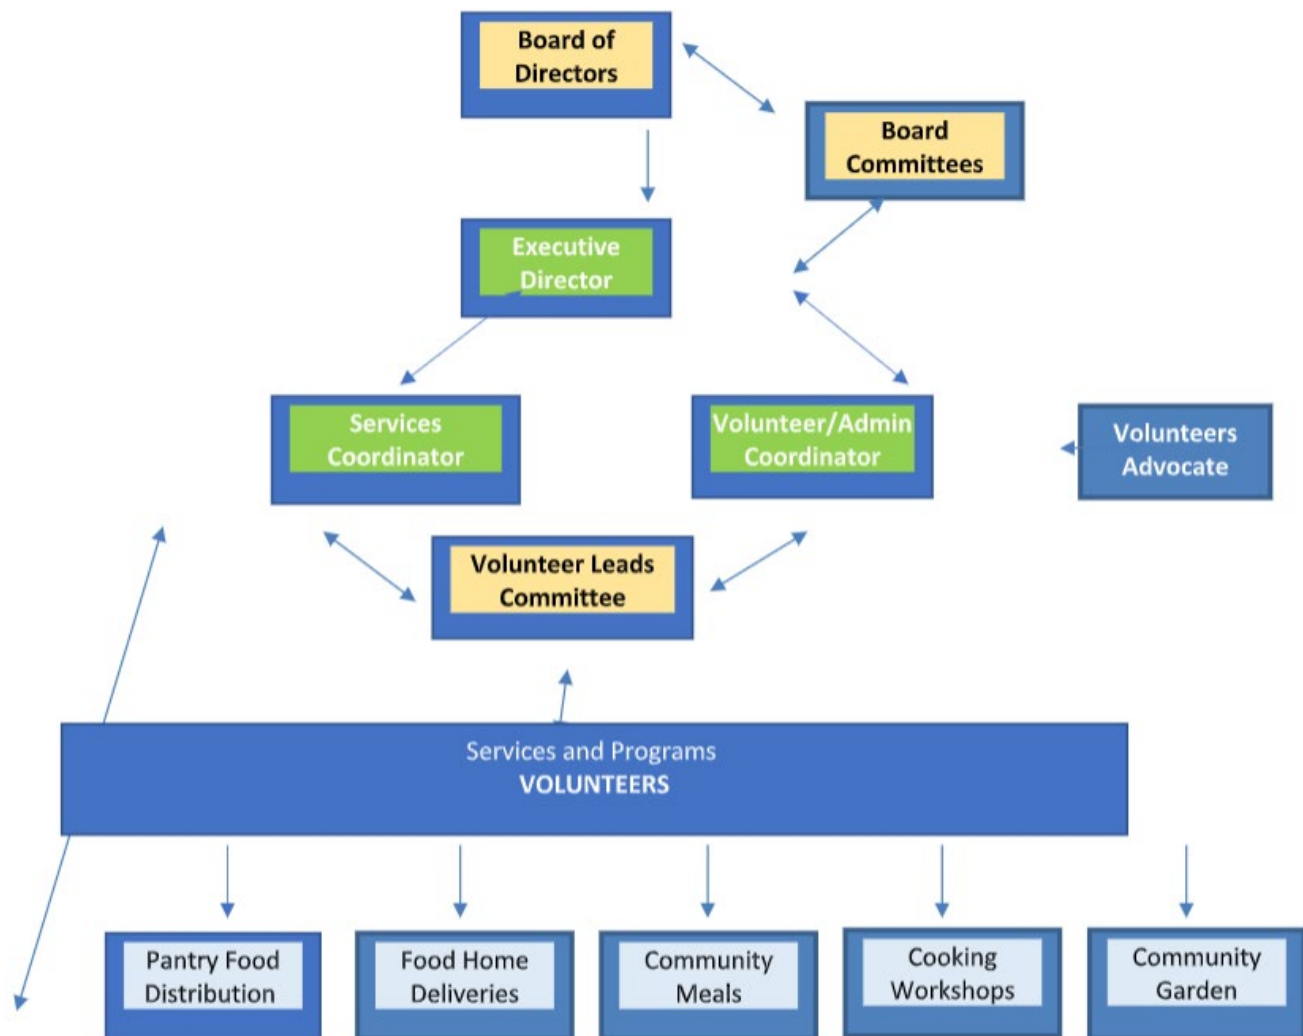 Board of
Directors
Board
Committees
Executive
Director
Services
Coordinator
Volunteer/Admin
Coordinator
Volunteers
Advocate
Volunteer Leads
Committee
Services and Programs
VOLUNTEERS
Pantry Food
Distribution
Food Home
Deliveries
Community
Meals
Cooking
Workshops
Community
Garden